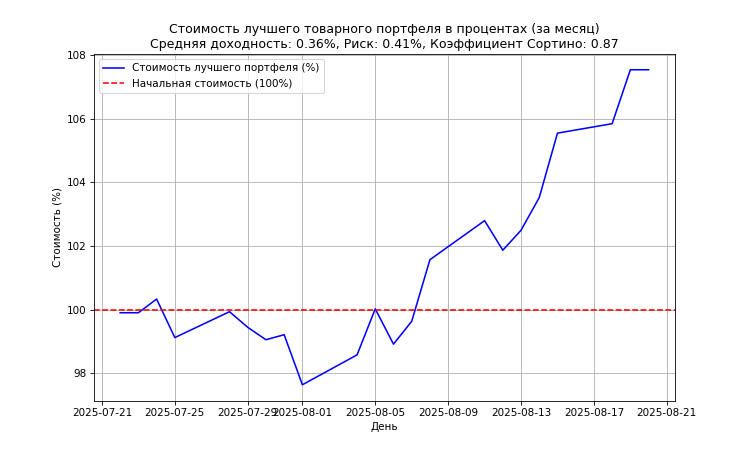 Стоимость лучшего товарного портфеля в процентах (за месяц)
Средняя доходность: 0.36%, Риск: 0.41%, Коэффициент Сортино: 0.87
Стоимость лучшего портфеля (%)
Начальная стоимость (100%)
Стоимость (%)
108
106
104
102
100
98
2025-07-21 2025-07-25 2025-07-29 2025-08-01 2025-08-05 2025-08-09 2025-08-13 2025-08-17 2025-08-21
День